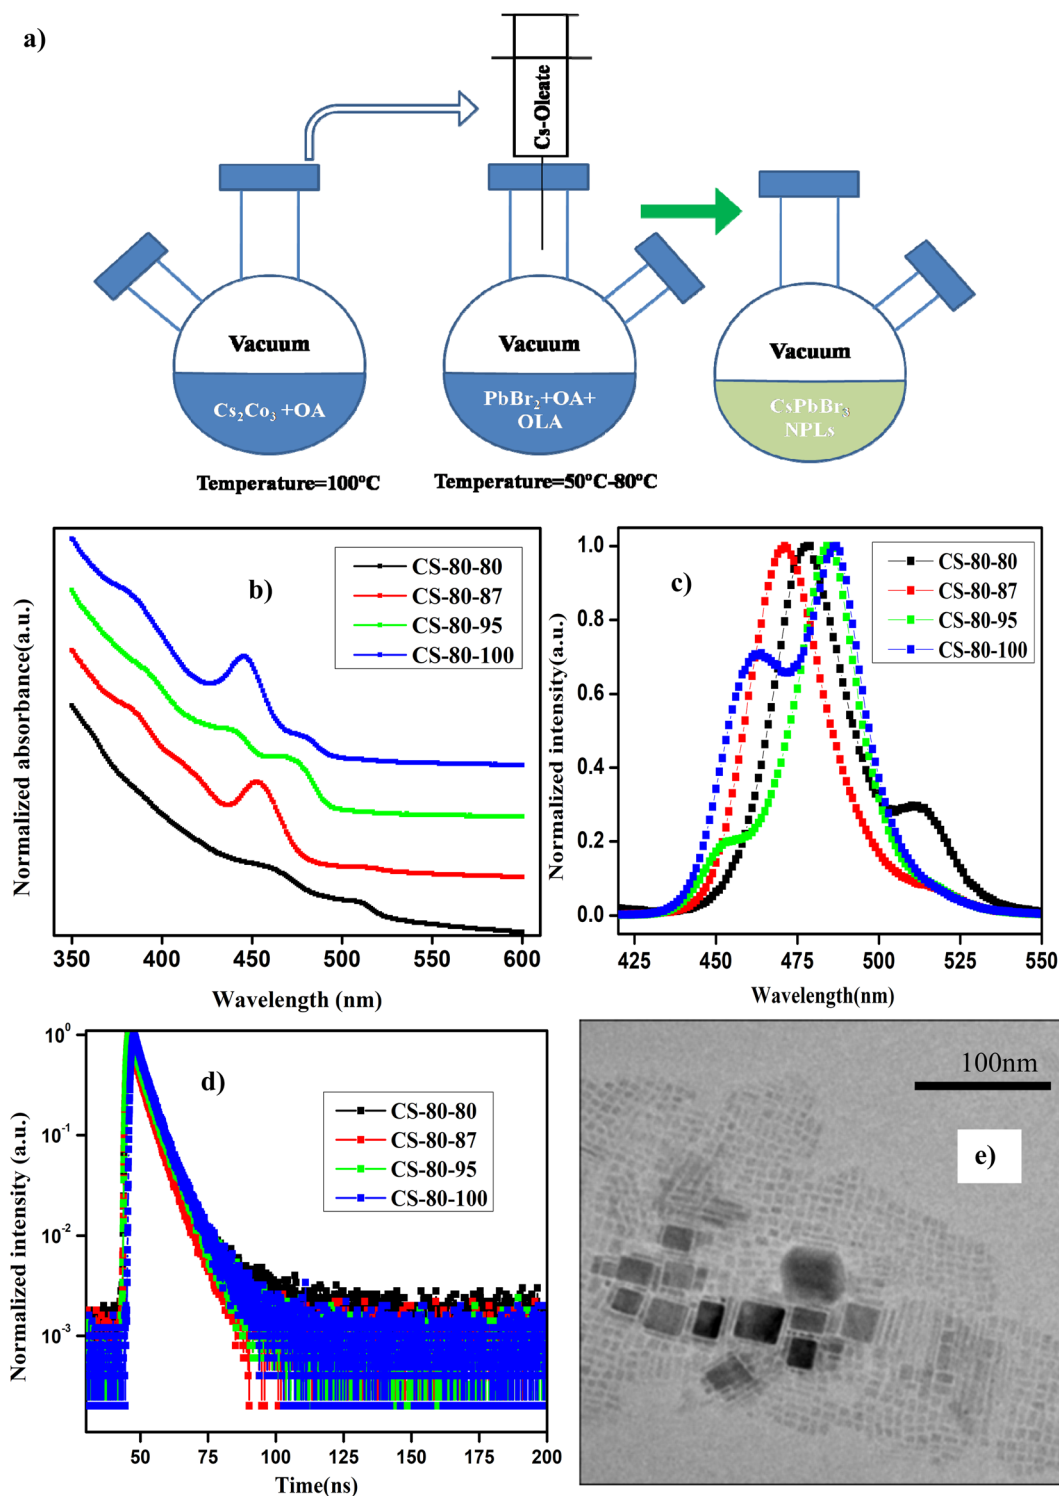 a)
Cs-Oleate
Vacuum
Vacuum
Vacuum
Cs₂Co₃ +OA
PbBr₂+OA+
OLA
CsPbBr₃
NPLs
Temperature=100°C
Temperature=50°C-80°C
b)
CS-80-80
CS-80-87
CS-80-95
CS-80-100
Normalized absorbance(a.u.)
350 400 450 500 550 600
Wavelength (nm)
c)
CS-80-80
CS-80-87
CS-80-95
CS-80-100
Normalized intensity(a.u.)
1.0
0.8
0.6
0.4
0.2
0.0
425 450 475 500 525 550
Wavelength(nm)
d)
CS-80-80
CS-80-87
CS-80-95
CS-80-100
Normalized intensity (a.u.)
10⁰
10⁻¹
10⁻²
10⁻³
50 75 100 125 150 175 200
Time(ns)
100nm
e)